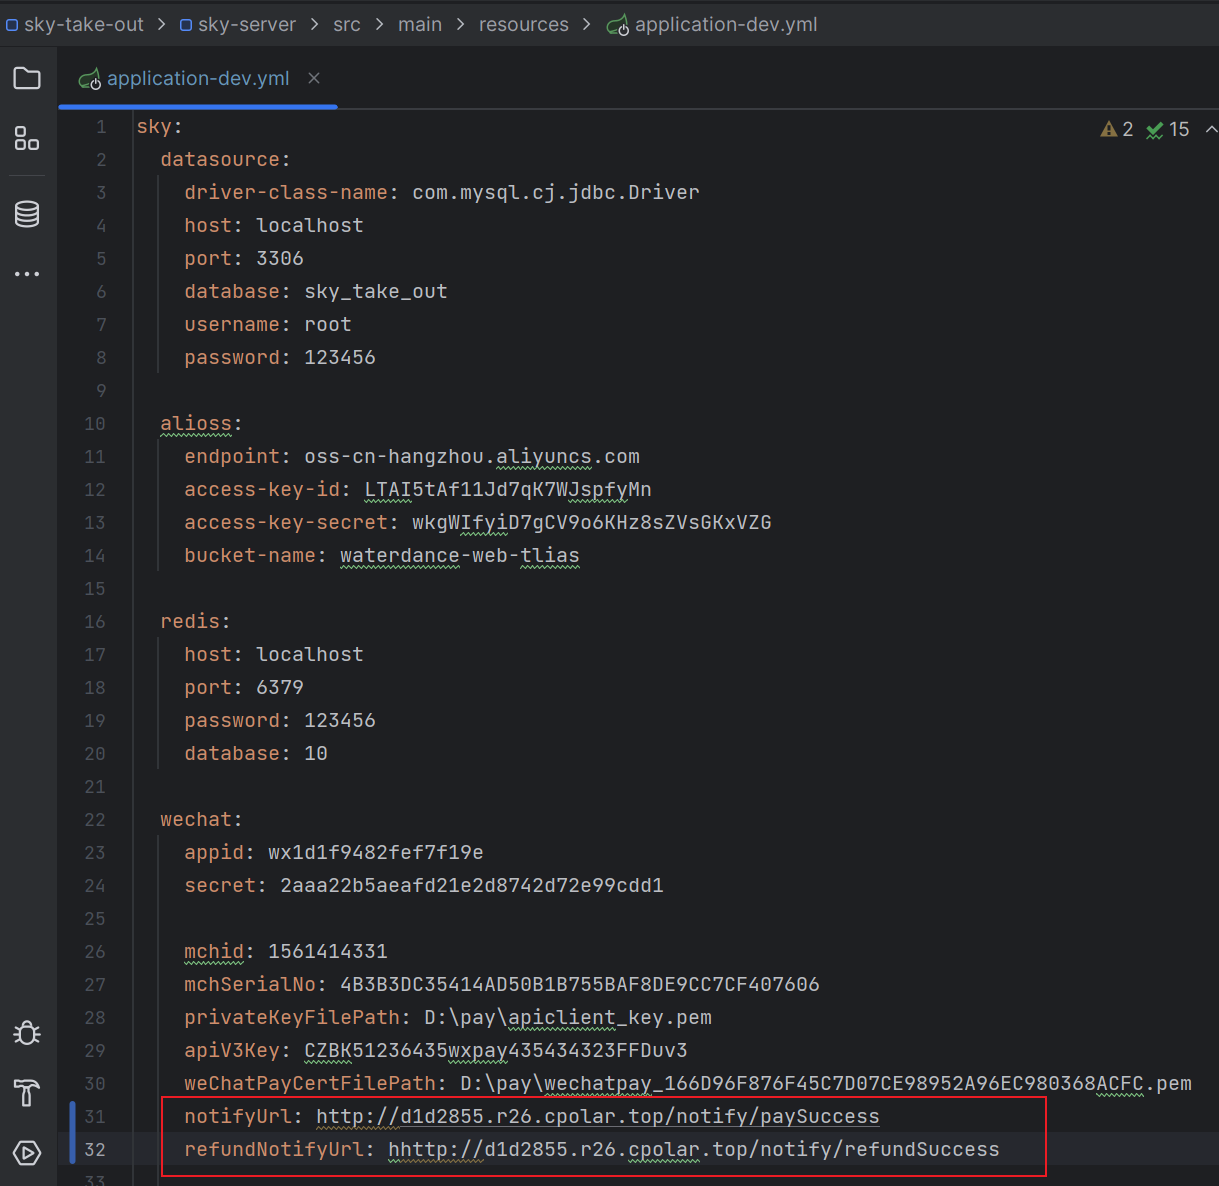 sky-take-out > sky-server > src > main > resources > application-dev.yml
application-dev.yml ×
2 15
1 sky:
2 datasource:
3 driver-class-name: com.mysql.cj.jdbc.Driver
4 host: localhost
5 port: 3306
6 database: sky_take_out
7 username: root
8 password: 123456
9
10 alioss:
11 endpoint: oss-cn-hangzhou.aliyuncs.com
12 access-key-id: LTAI5tAf11Jd7qK7WJspfyMn
13 access-key-secret: wkgWIfyiD7gCV9o6KHz8sZVsGKxVZG
14 bucket-name: waterdance-web-tlias
15
16 redis:
17 host: localhost
18 port: 6379
19 password: 123456
20 database: 10
21
22 wechat:
23 appid: wx1d1f9482fef7f19e
24 secret: 2aaa22b5aeafd21e2d8742d72e99cdd1
25
26 mchid: 1561414331
27 mchSerialNo: 4B3B3DC35414AD50B1B755BAF8DE9CC7CF407606
28 privateKeyFilePath: D:\pay\apiclient_key.pem
29 apiV3Key: CZBK51236435wxpay435434323FFDuv3
30 weChatPayCertFilePath: D:\pay\wechatpay_166D96F876F45C7D07CE98952A96EC980368ACFC.pem
31 notifyUrl: http://d1d2855.r26.cpolar.top/notify/paySuccess
32 refundNotifyUrl: hhttp://d1d2855.r26.cpolar.top/notify/refundSuccess
33